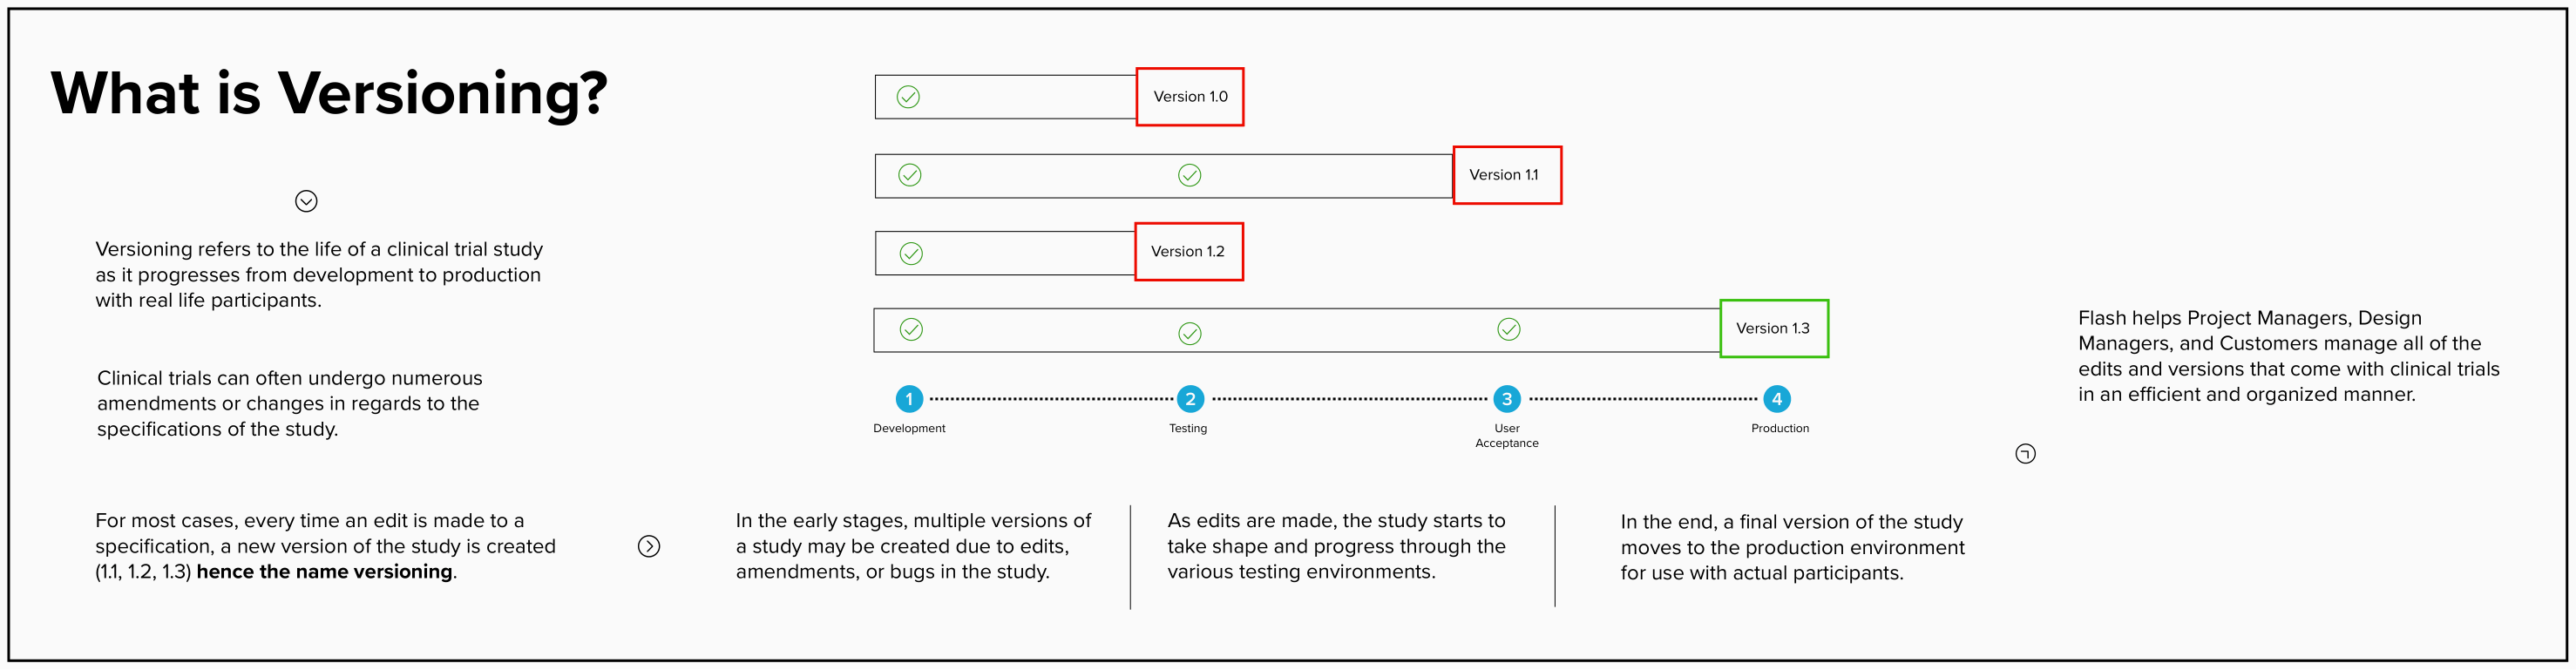 What is Versioning?
Versioning refers to the life of a clinical trial study
as it progresses from development to production
with real life participants.
Clinical trials can often undergo numerous
amendments or changes in regards to the
specifications of the study.
For most cases, every time an edit is made to a
specification, a new version of the study is created
(1.1, 1.2, 1.3) hence the name versioning.
Version 1.0
Version 1.1
Version 1.2
Version 1.3
1
2
3
4
Development
Testing
User
Acceptance
Production
In the early stages, multiple versions of
a study may be created due to edits,
amendments, or bugs in the study.
As edits are made, the study starts to
take shape and progress through the
various testing environments.
In the end, a final version of the study
moves to the production environment
for use with actual participants.
Flash helps Project Managers, Design
Managers, and Customers manage all of the
edits and versions that come with clinical trials
in an efficient and organized manner.